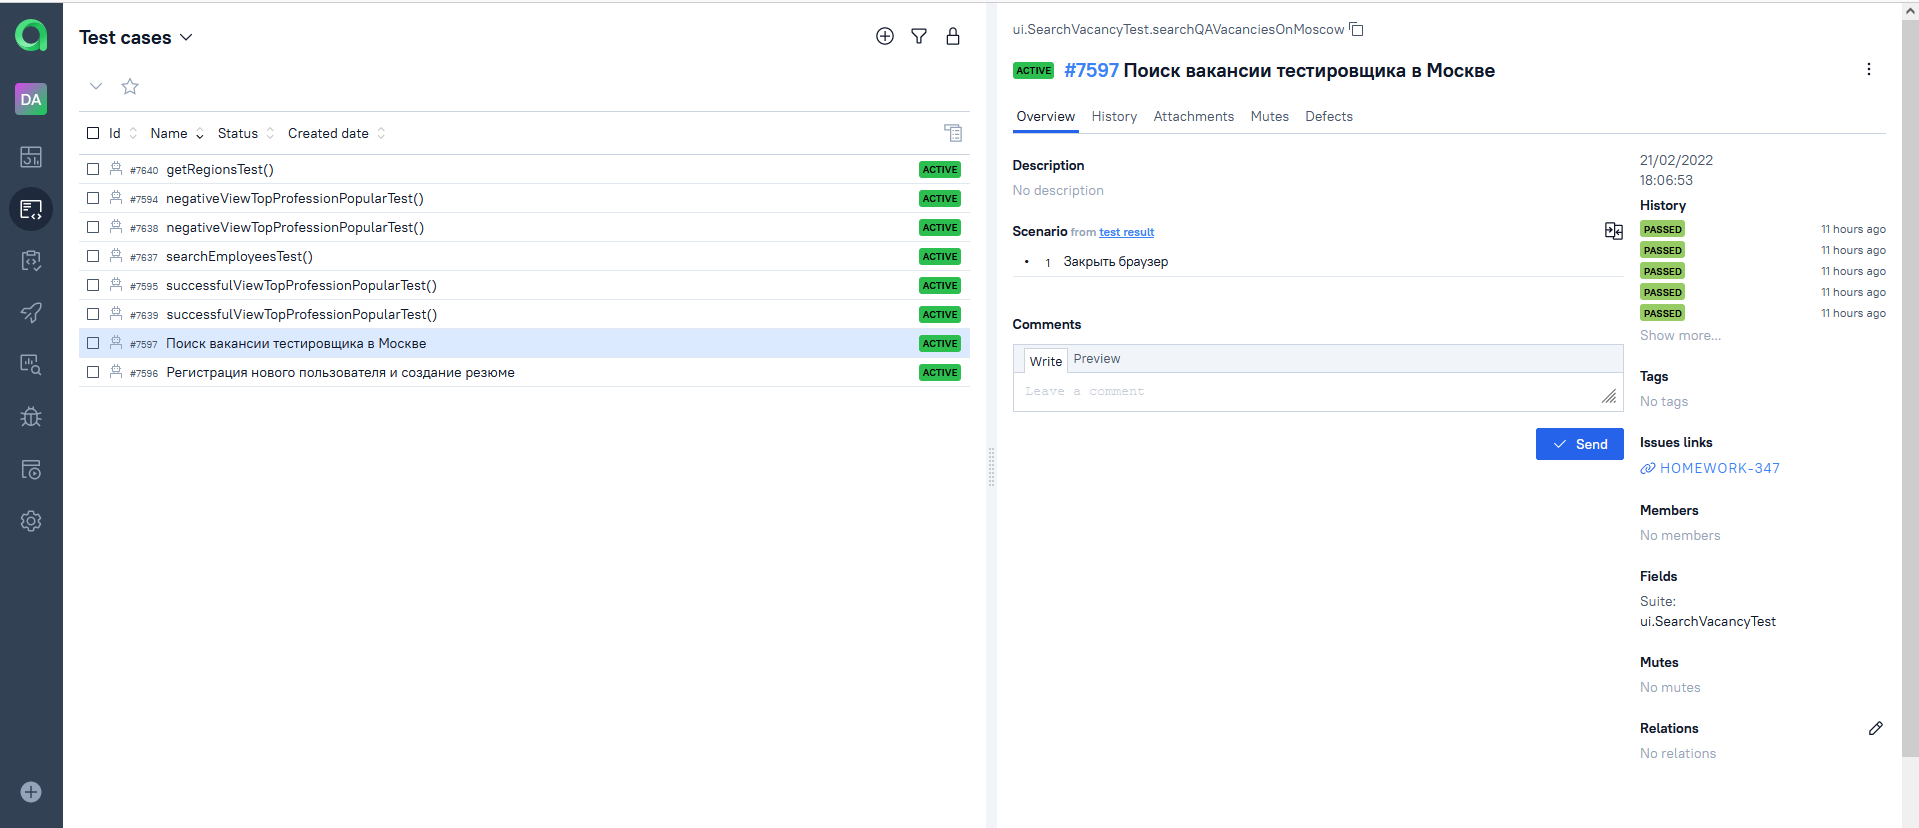 DA
Test cases
Id Name Status Created date
#7640 getRegionsTest() ACTIVE
#7594 negativeViewTopProfessionPopularTest() ACTIVE
#7638 negativeViewTopProfessionPopularTest() ACTIVE
#7637 searchEmployeesTest() ACTIVE
#7595 successfulViewTopProfessionPopularTest() ACTIVE
#7639 successfulViewTopProfessionPopularTest() ACTIVE
#7597 Поиск вакансии тестировщика в Москве ACTIVE
#7596 Регистрация нового пользователя и создание резюме ACTIVE
ui.SearchVacancyTest.searchQAVacanciesOnMoscow
ACTIVE #7597 Поиск вакансии тестировщика в Москве
Overview History Attachments Mutes Defects
Description
No description
Scenario from test result
• 1 Закрыть браузер
Comments
Write Preview
Leave a comment
Send
21/02/2022
18:06:53
History
PASSED 11 hours ago
PASSED 11 hours ago
PASSED 11 hours ago
PASSED 11 hours ago
PASSED 11 hours ago
Show more...
Tags
No tags
Issues links
HOMEWORK-347
Members
No members
Fields
Suite:
ui.SearchVacancyTest
Mutes
No mutes
Relations
No relations